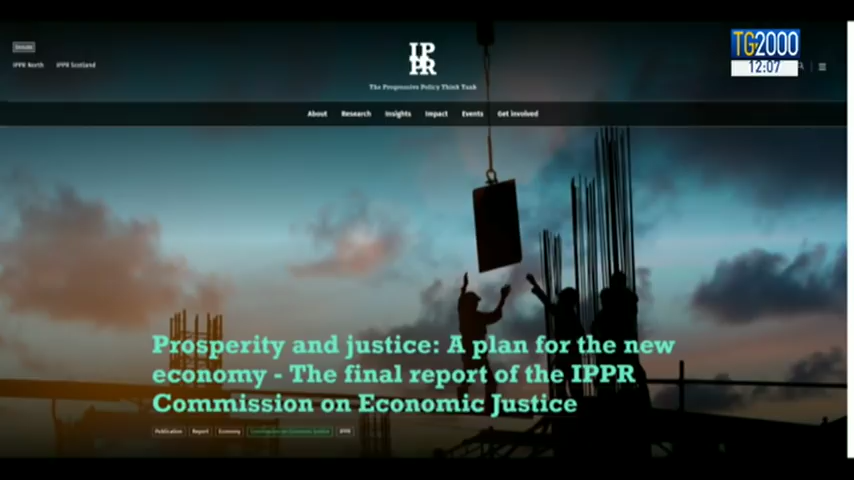 TG2000
12:07
Donate
IPPR North
IPPR Scotland
IP
PR
The Progressive Policy Think Tank
About
Research
Insights
Impact
Events
Get involved
Prosperity and justice: A plan for the new
economy - The final report of the IPPR
Commission on Economic Justice
Publication
Report
Economy
Commission on Economic Justice
IPPR